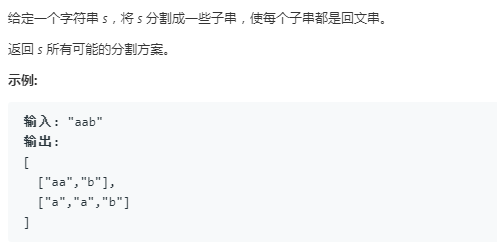 给定一个字符串 s，将 s 分割成一些子串，使每个子串都是回文串。
返回 s 所有可能的分割方案。
示例:
输入: "aab"
输出:
[
  ["aa","b"],
  ["a","a","b"]
]